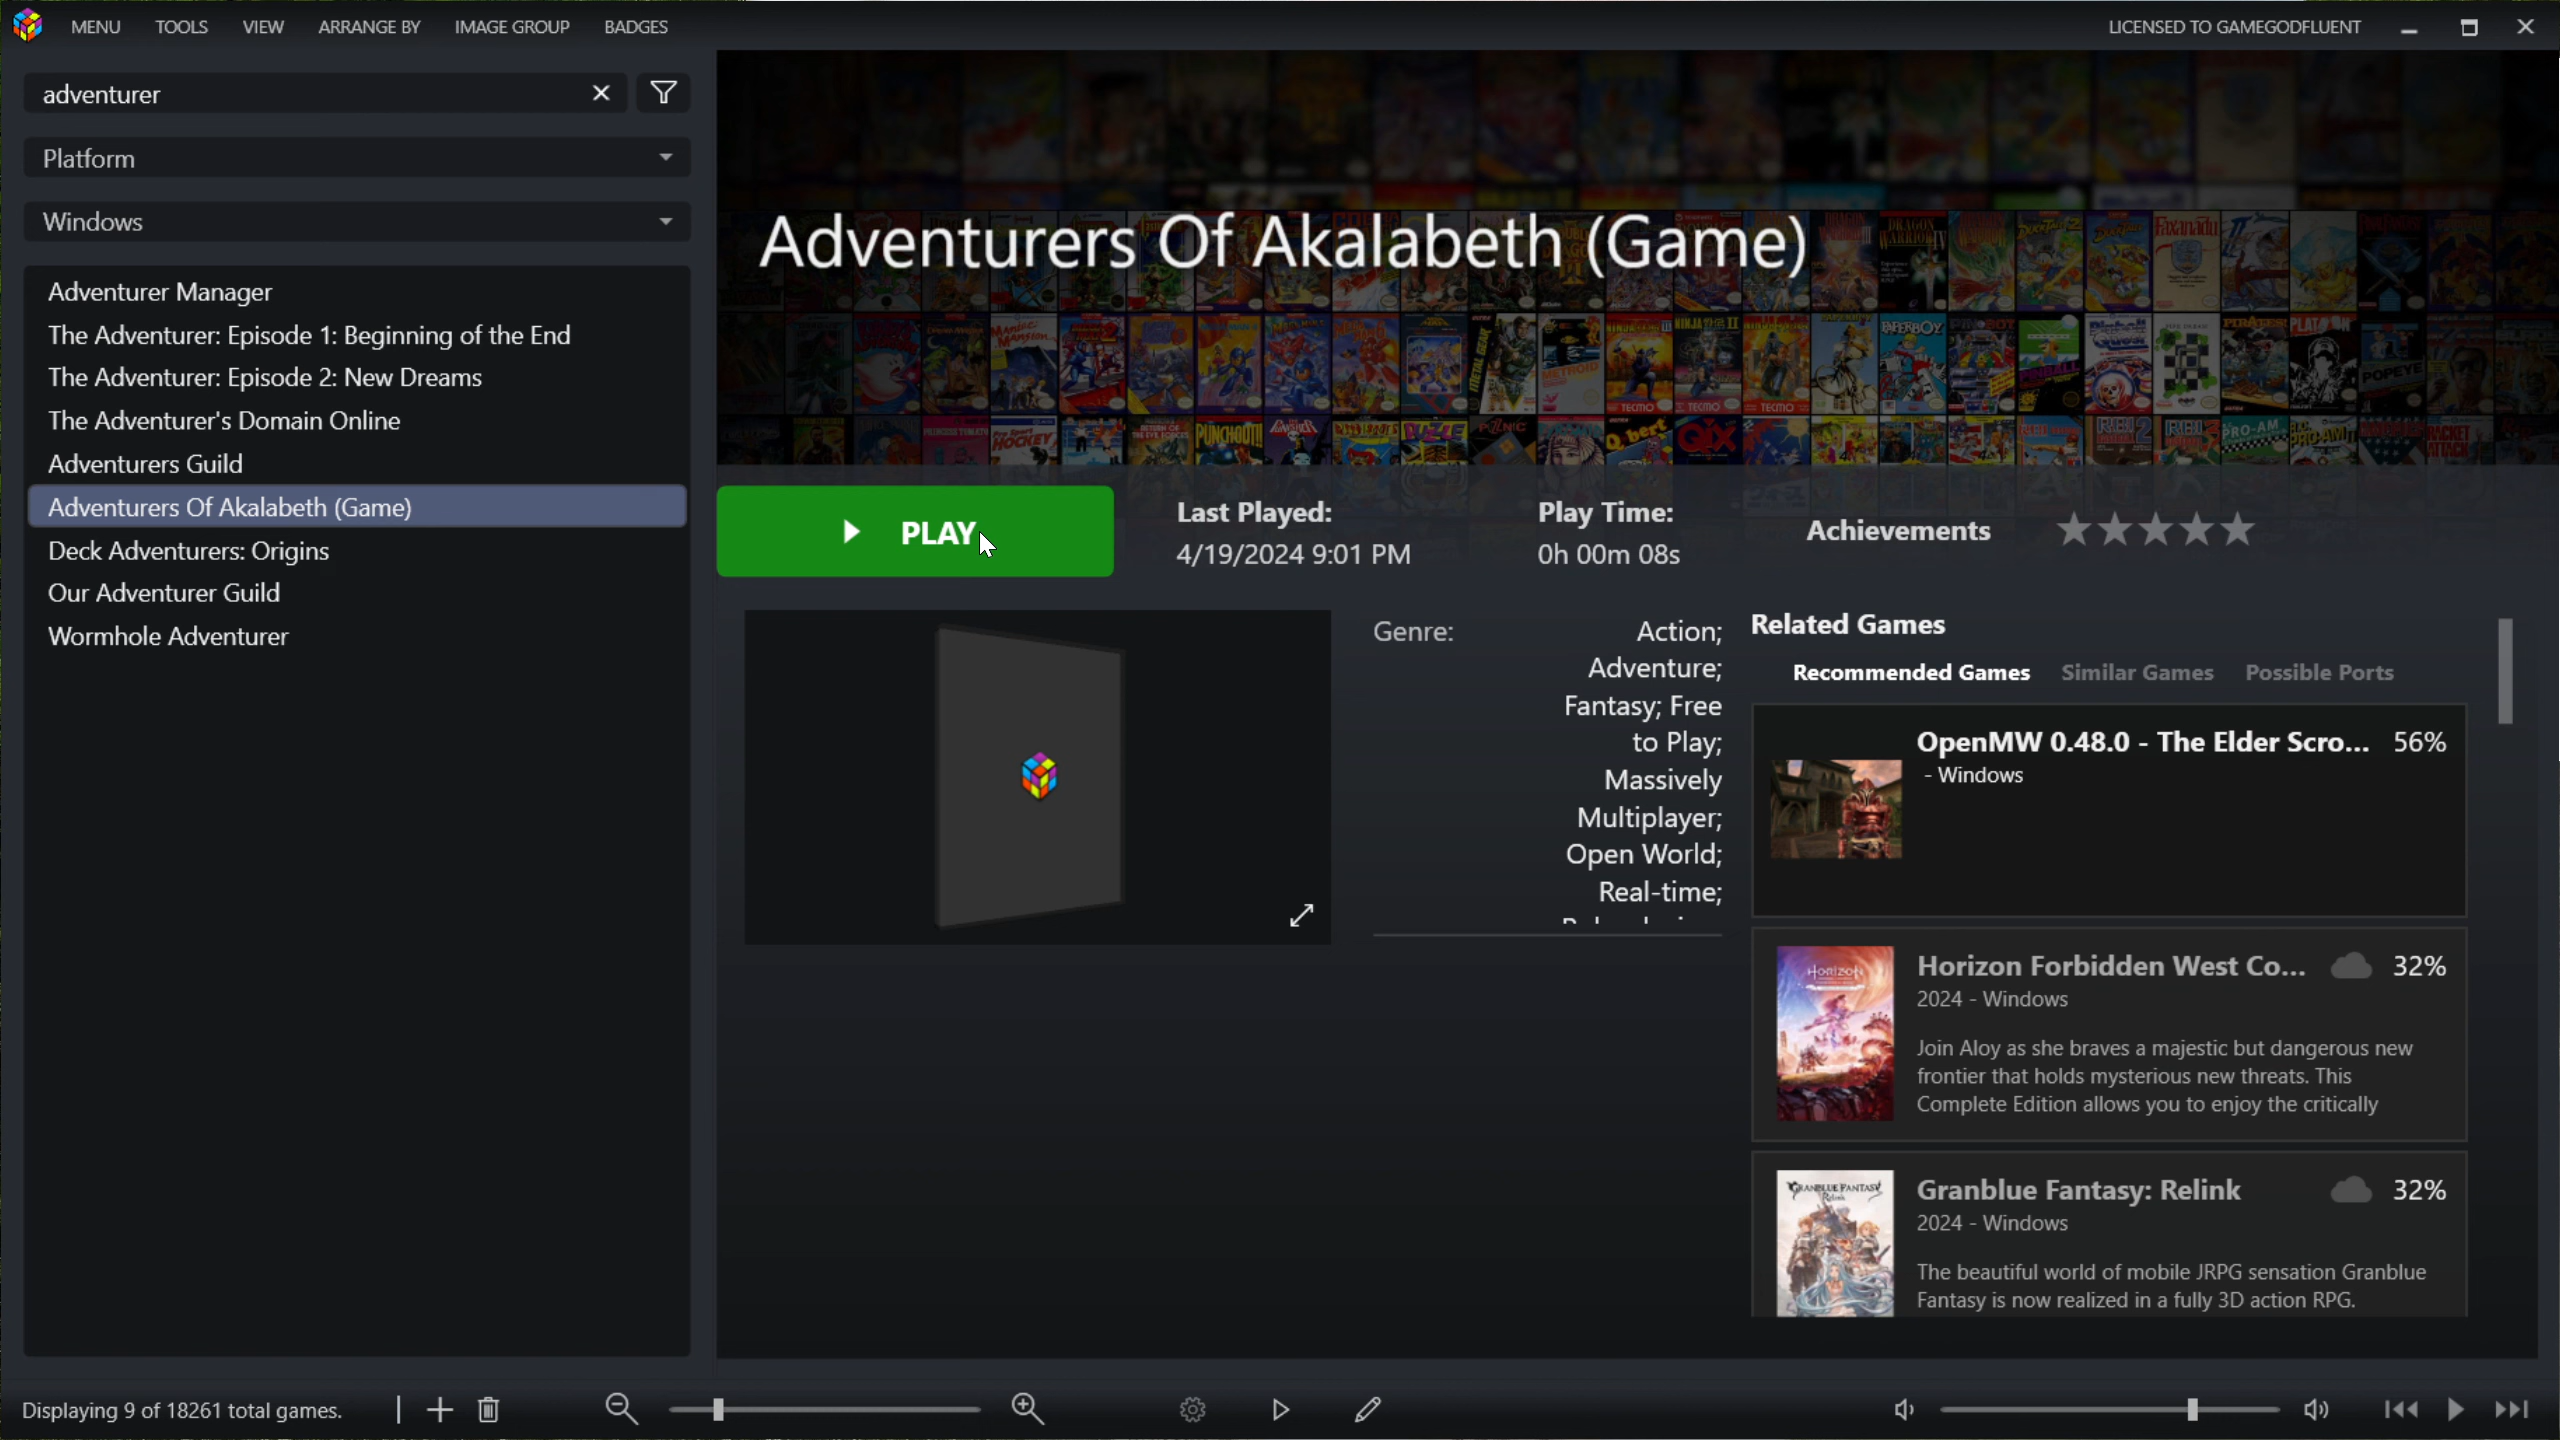 MENU TOOLS VIEW ARRANGE BY IMAGE GROUP BADGES LICENSED TO GAMEGODFLUENT
adventurer
Platform
Windows
Adventurer Manager
The Adventurer: Episode 1: Beginning of the End
The Adventurer: Episode 2: New Dreams
The Adventurer's Domain Online
Adventurers Guild
Adventurers Of Akalabeth (Game)
Deck Adventurers: Origins
Our Adventurer Guild
Wormhole Adventurer
Displaying 9 of 18261 total games.
Adventurers Of Akalabeth (Game)
PLAY
Last Played:
4/19/2024 9:01 PM
Play Time:
0h 00m 08s
Achievements
Genre:
Action;
Adventure;
Fantasy; Free
to Play;
Massively
Multiplayer;
Open World;
Real-time;
Related Games
Recommended Games Similar Games Possible Ports
OpenMW 0.48.0 - The Elder Scro... 56%
- Windows
HORIZON
Horizon Forbidden West Co... 32%
2024 - Windows
Join Aloy as she braves a majestic but dangerous new
frontier that holds mysterious new threats. This
Complete Edition allows you to enjoy the critically
GRANBLUE FANTASY
Relink
Granblue Fantasy: Relink 32%
2024 - Windows
The beautiful world of mobile JRPG sensation Granblue
Fantasy is now realized in a fully 3D action RPG.